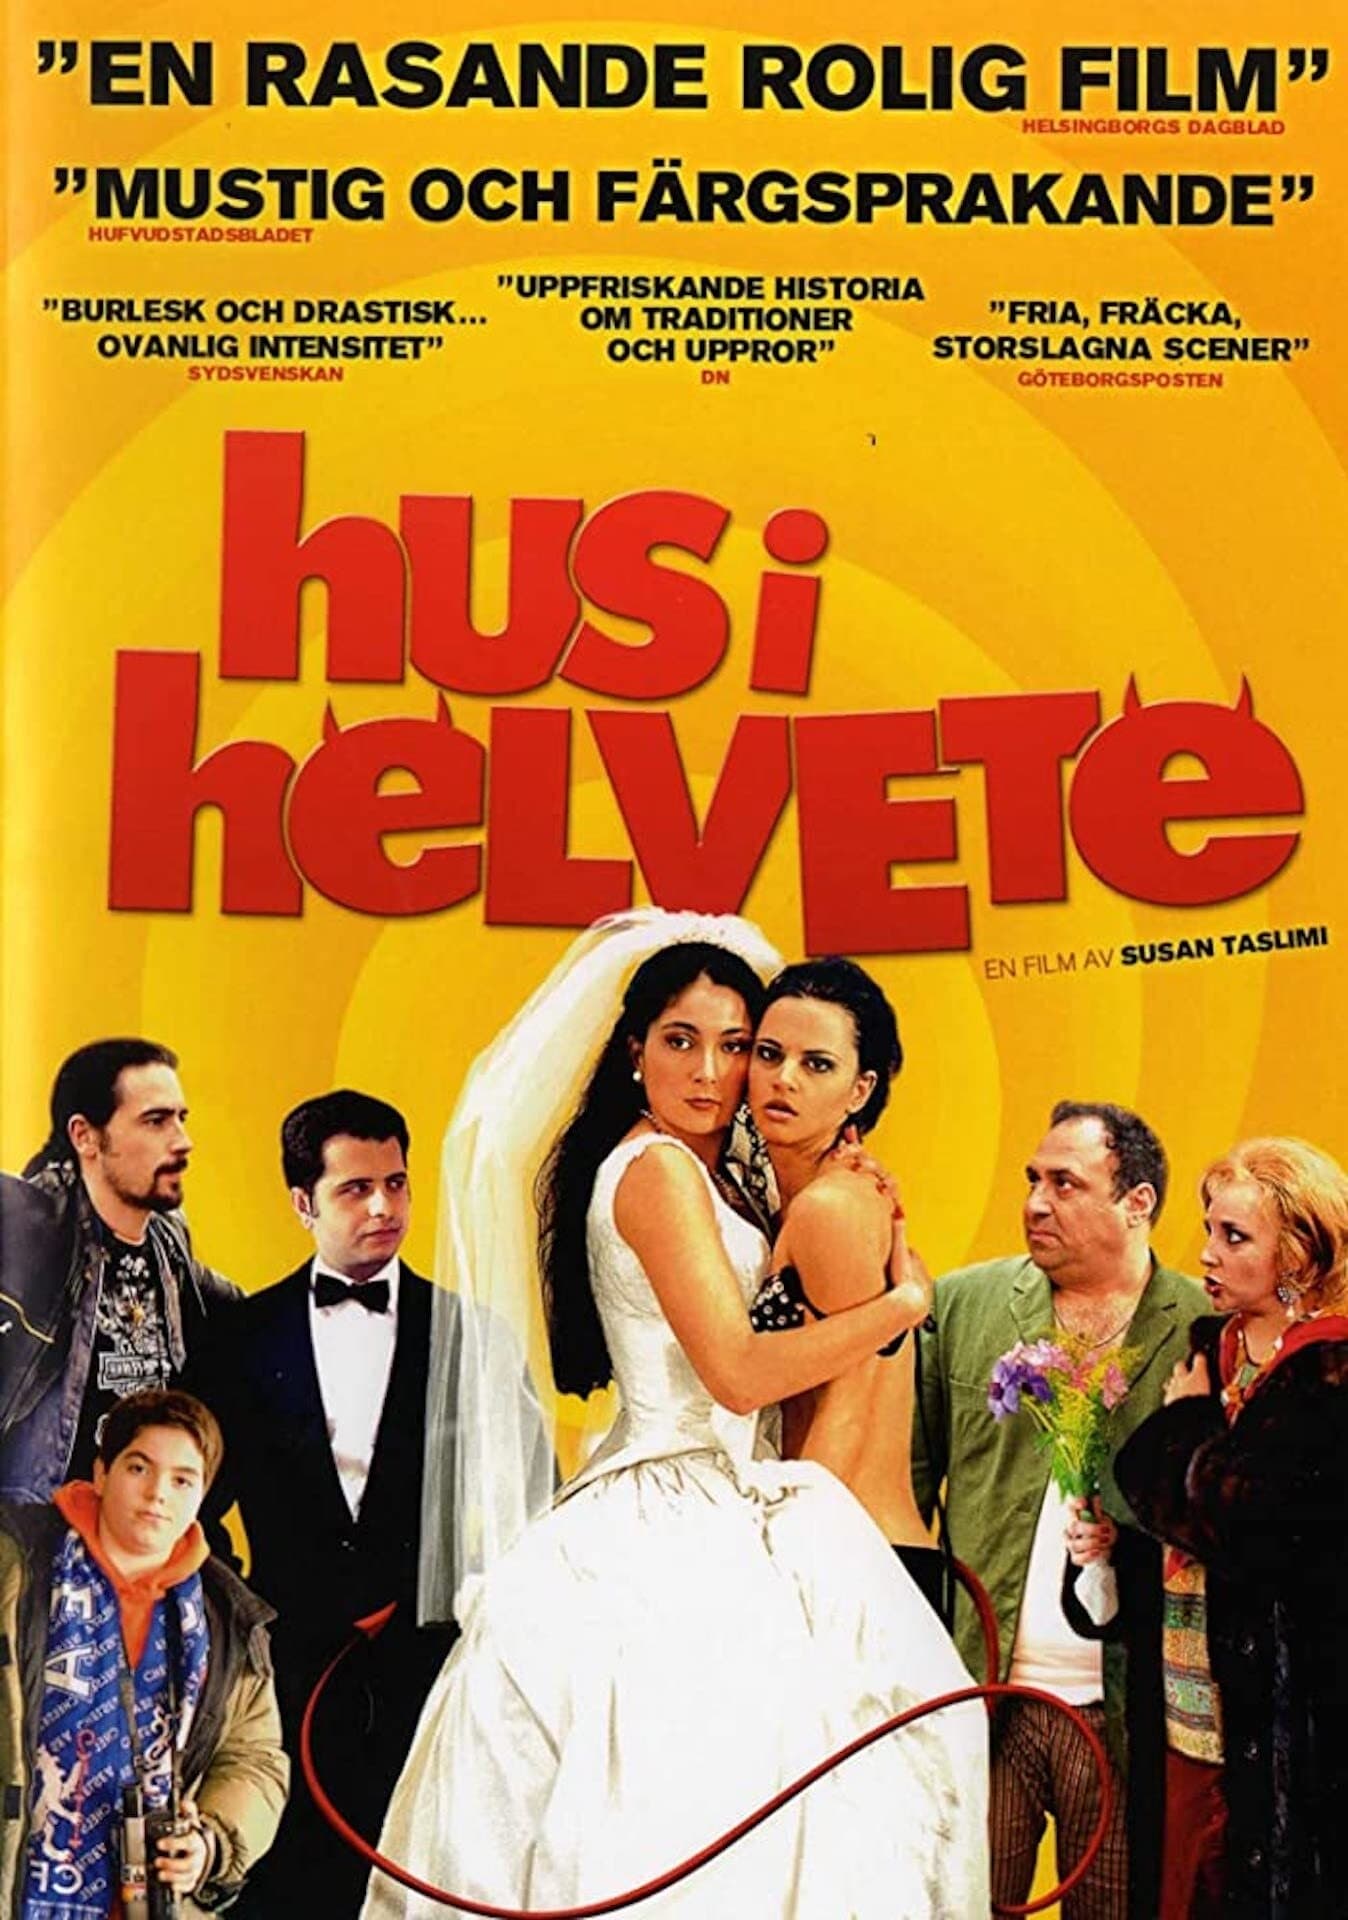 ”EN RASANDE ROLIG FILM”
HELSINGBORGS DAGBLAD
”MUSTIG OCH FÄRGSPRAKANDE”
HUFVUDSTADSBLADET
”BURLESK OCH DRASTISK...
OVANLIG INTENSITET”
SYDSVENSKAN
”UPPFRISKANDE HISTORIA
OM TRADITIONER
OCH UPPROR”
DN
”FRIA, FRÄCKA,
STORSLAGNA SCENER”
GÖTEBORGSPOSTEN
hUS i
heLVETe
EN FILM AV SUSAN TASLIMI